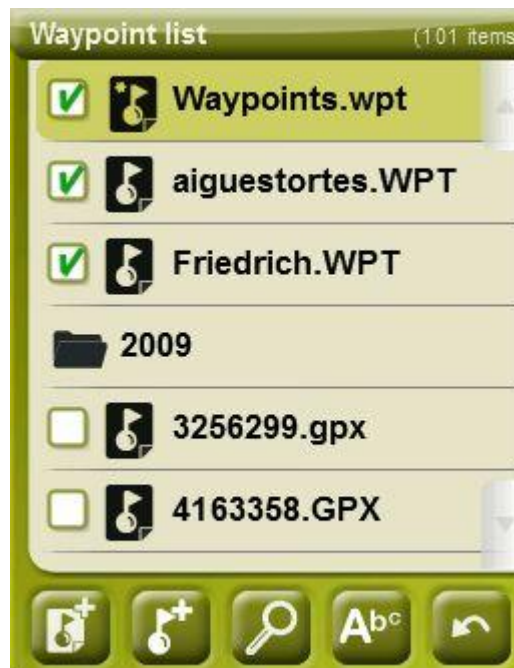 Waypoint list (101 items
Waypoints.wpt
aiguestortes.WPT
Friedrich.WPT
2009
3256299.gpx
4163358.GPX
Abc